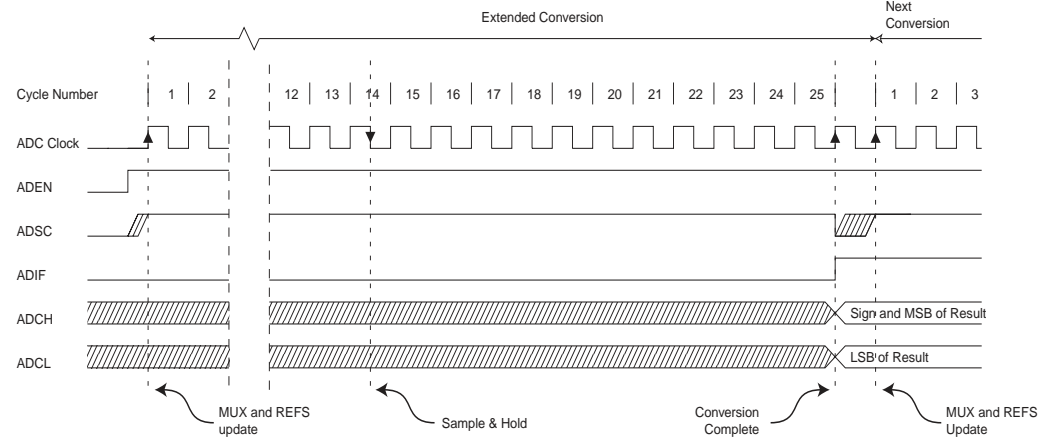 Extended Conversion
Next
Conversion
Cycle Number 1 2 12 13 14 15 16 17 18 19 20 21 22 23 24 25 1 2 3
ADC Clock
ADEN
ADSC
ADIF
ADCH Sign and MSB of Result
ADCL LSB of Result
MUX and REFS
update
Sample & Hold
Conversion
Complete
MUX and REFS
Update